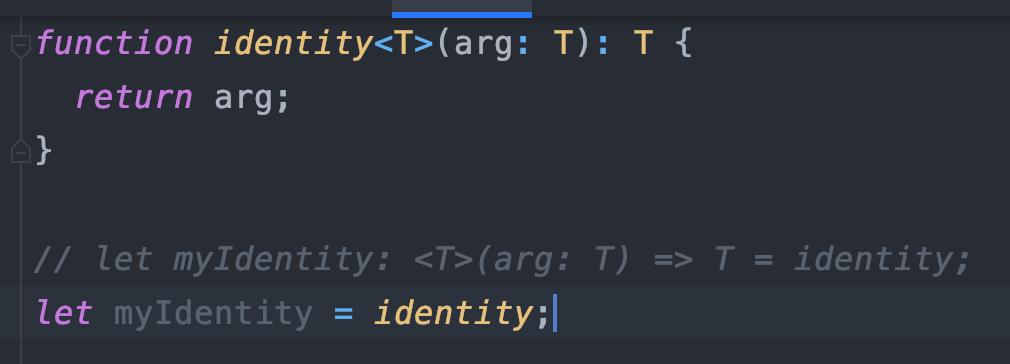 function identity<T>(arg: T): T {
  return arg;
}
// let myIdentity: <T>(arg: T) => T = identity;
let myIdentity = identity;